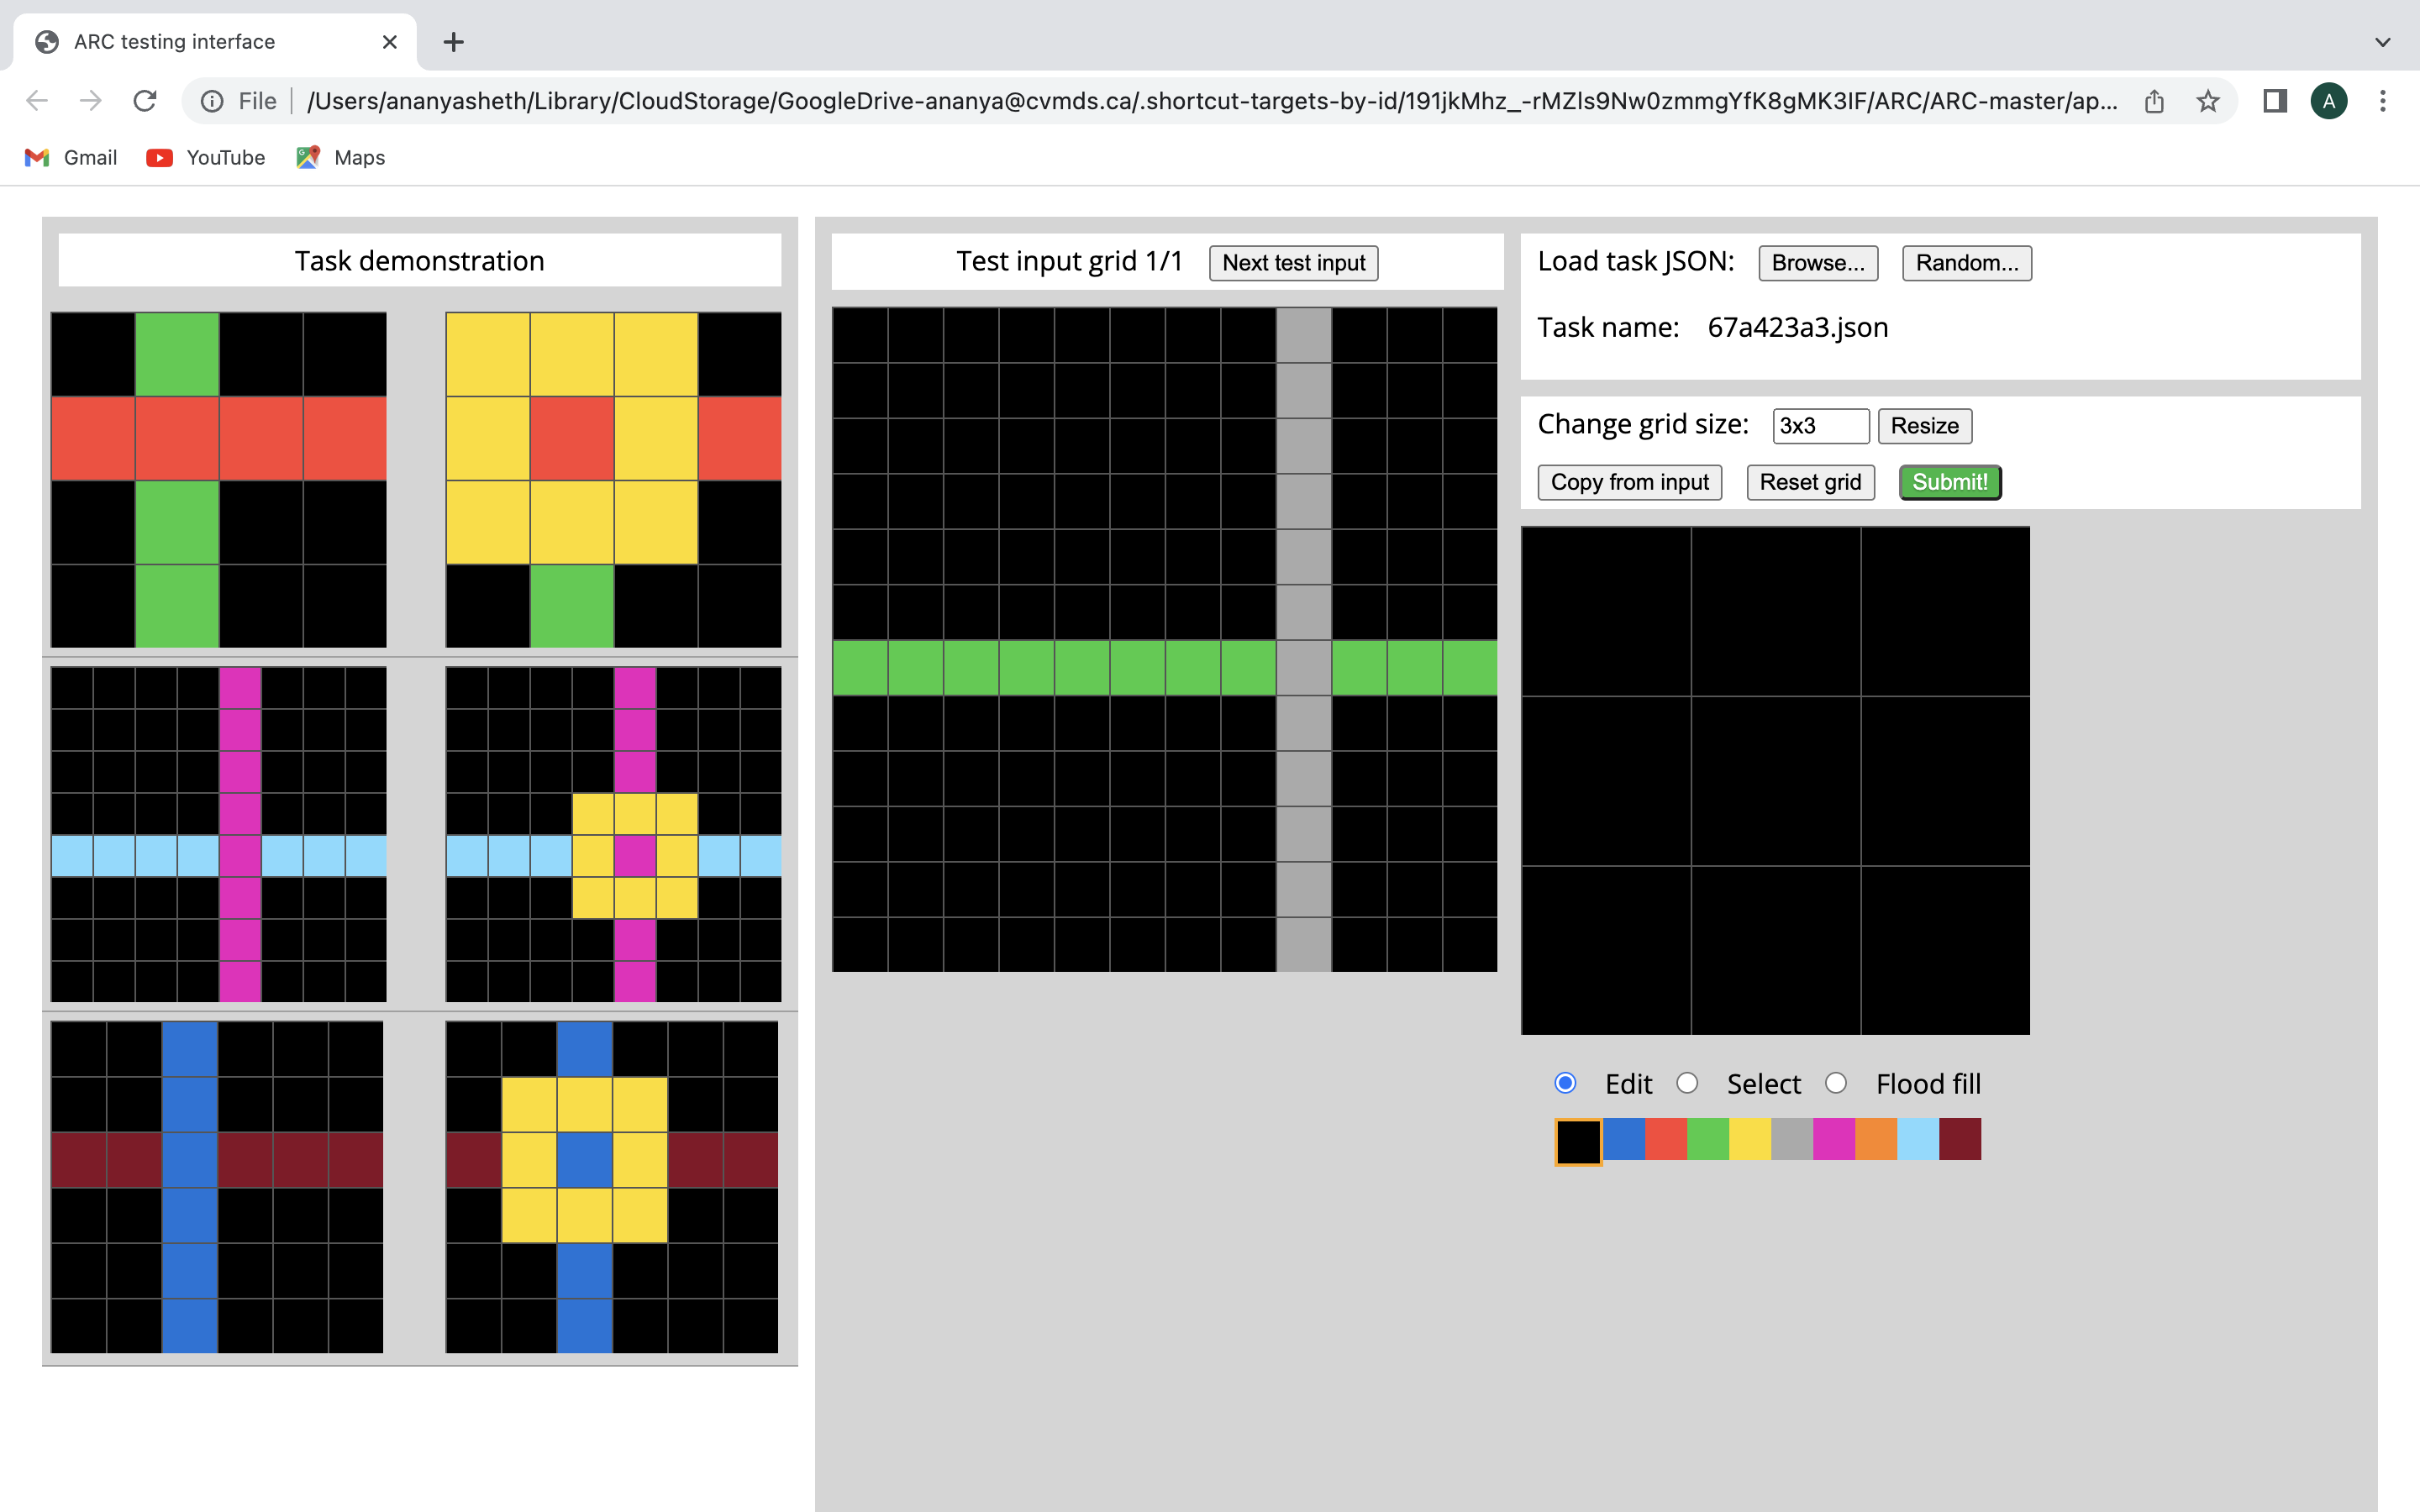 ARC testing interface
File
/Users/ananyasheth/Library/CloudStorage/GoogleDrive-ananya@cvmds.ca/.shortcut-targets-by-id/191jkMhz_-rMZIs9Nw0zmmgYfK8gMK3IF/ARC/ARC-master/ap...
A
Gmail
YouTube
Maps
Task demonstration
Test input grid 1/1
Next test input
Load task JSON:
Browse...
Random...
Task name: 67a423a3.json
Change grid size:
3x3
Resize
Copy from input
Reset grid
Submit!
Edit
Select
Flood fill